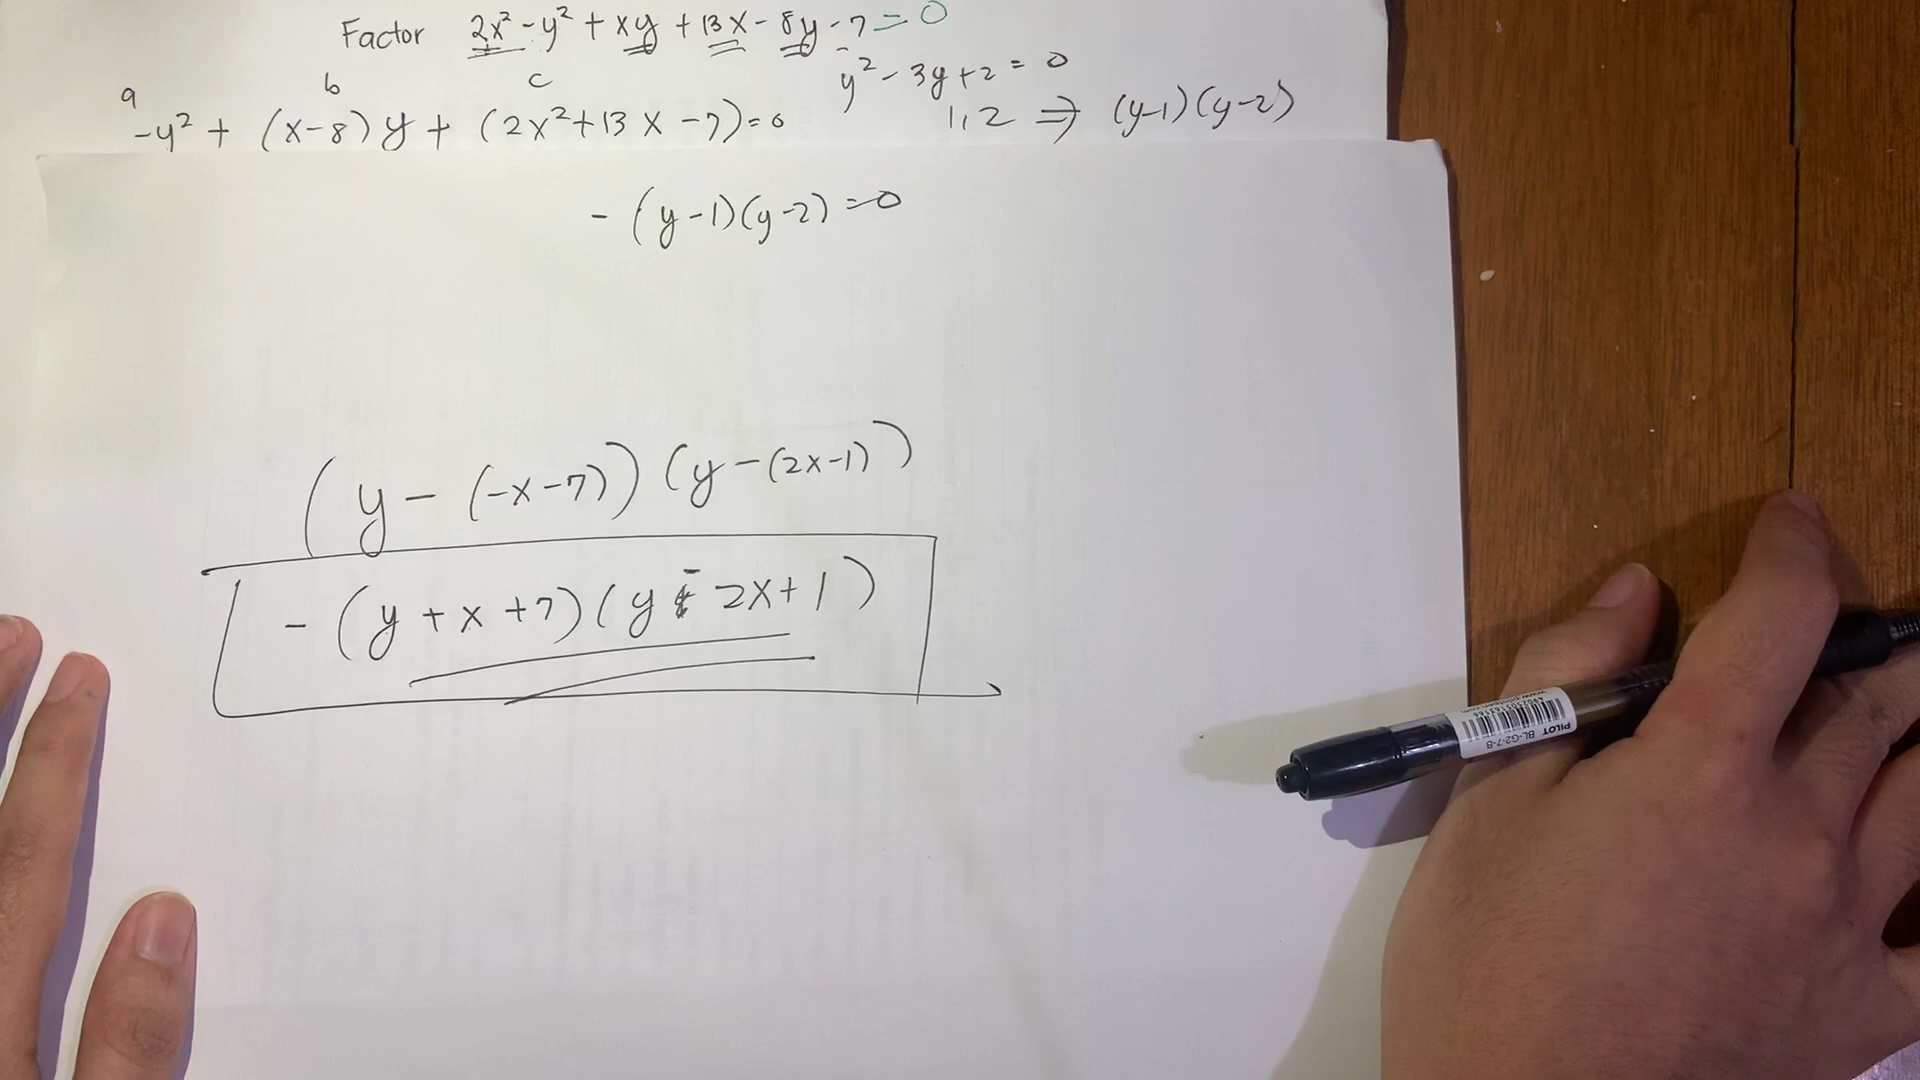 Factor 2x² - y² + xy + 13x - 8y - 7 = 0
y² - 3y + 2 = 0
a b c
-y² + (x-8)y + (2x²+13x-7)=0
1, 2 ⇒ (y-1)(y-2)
- (y-1)(y-2) = 0
(y - (-x-7)) (y - (2x-1))
- (y + x + 7)(y - 2x + 1)
PILOT BL-G2-7-B